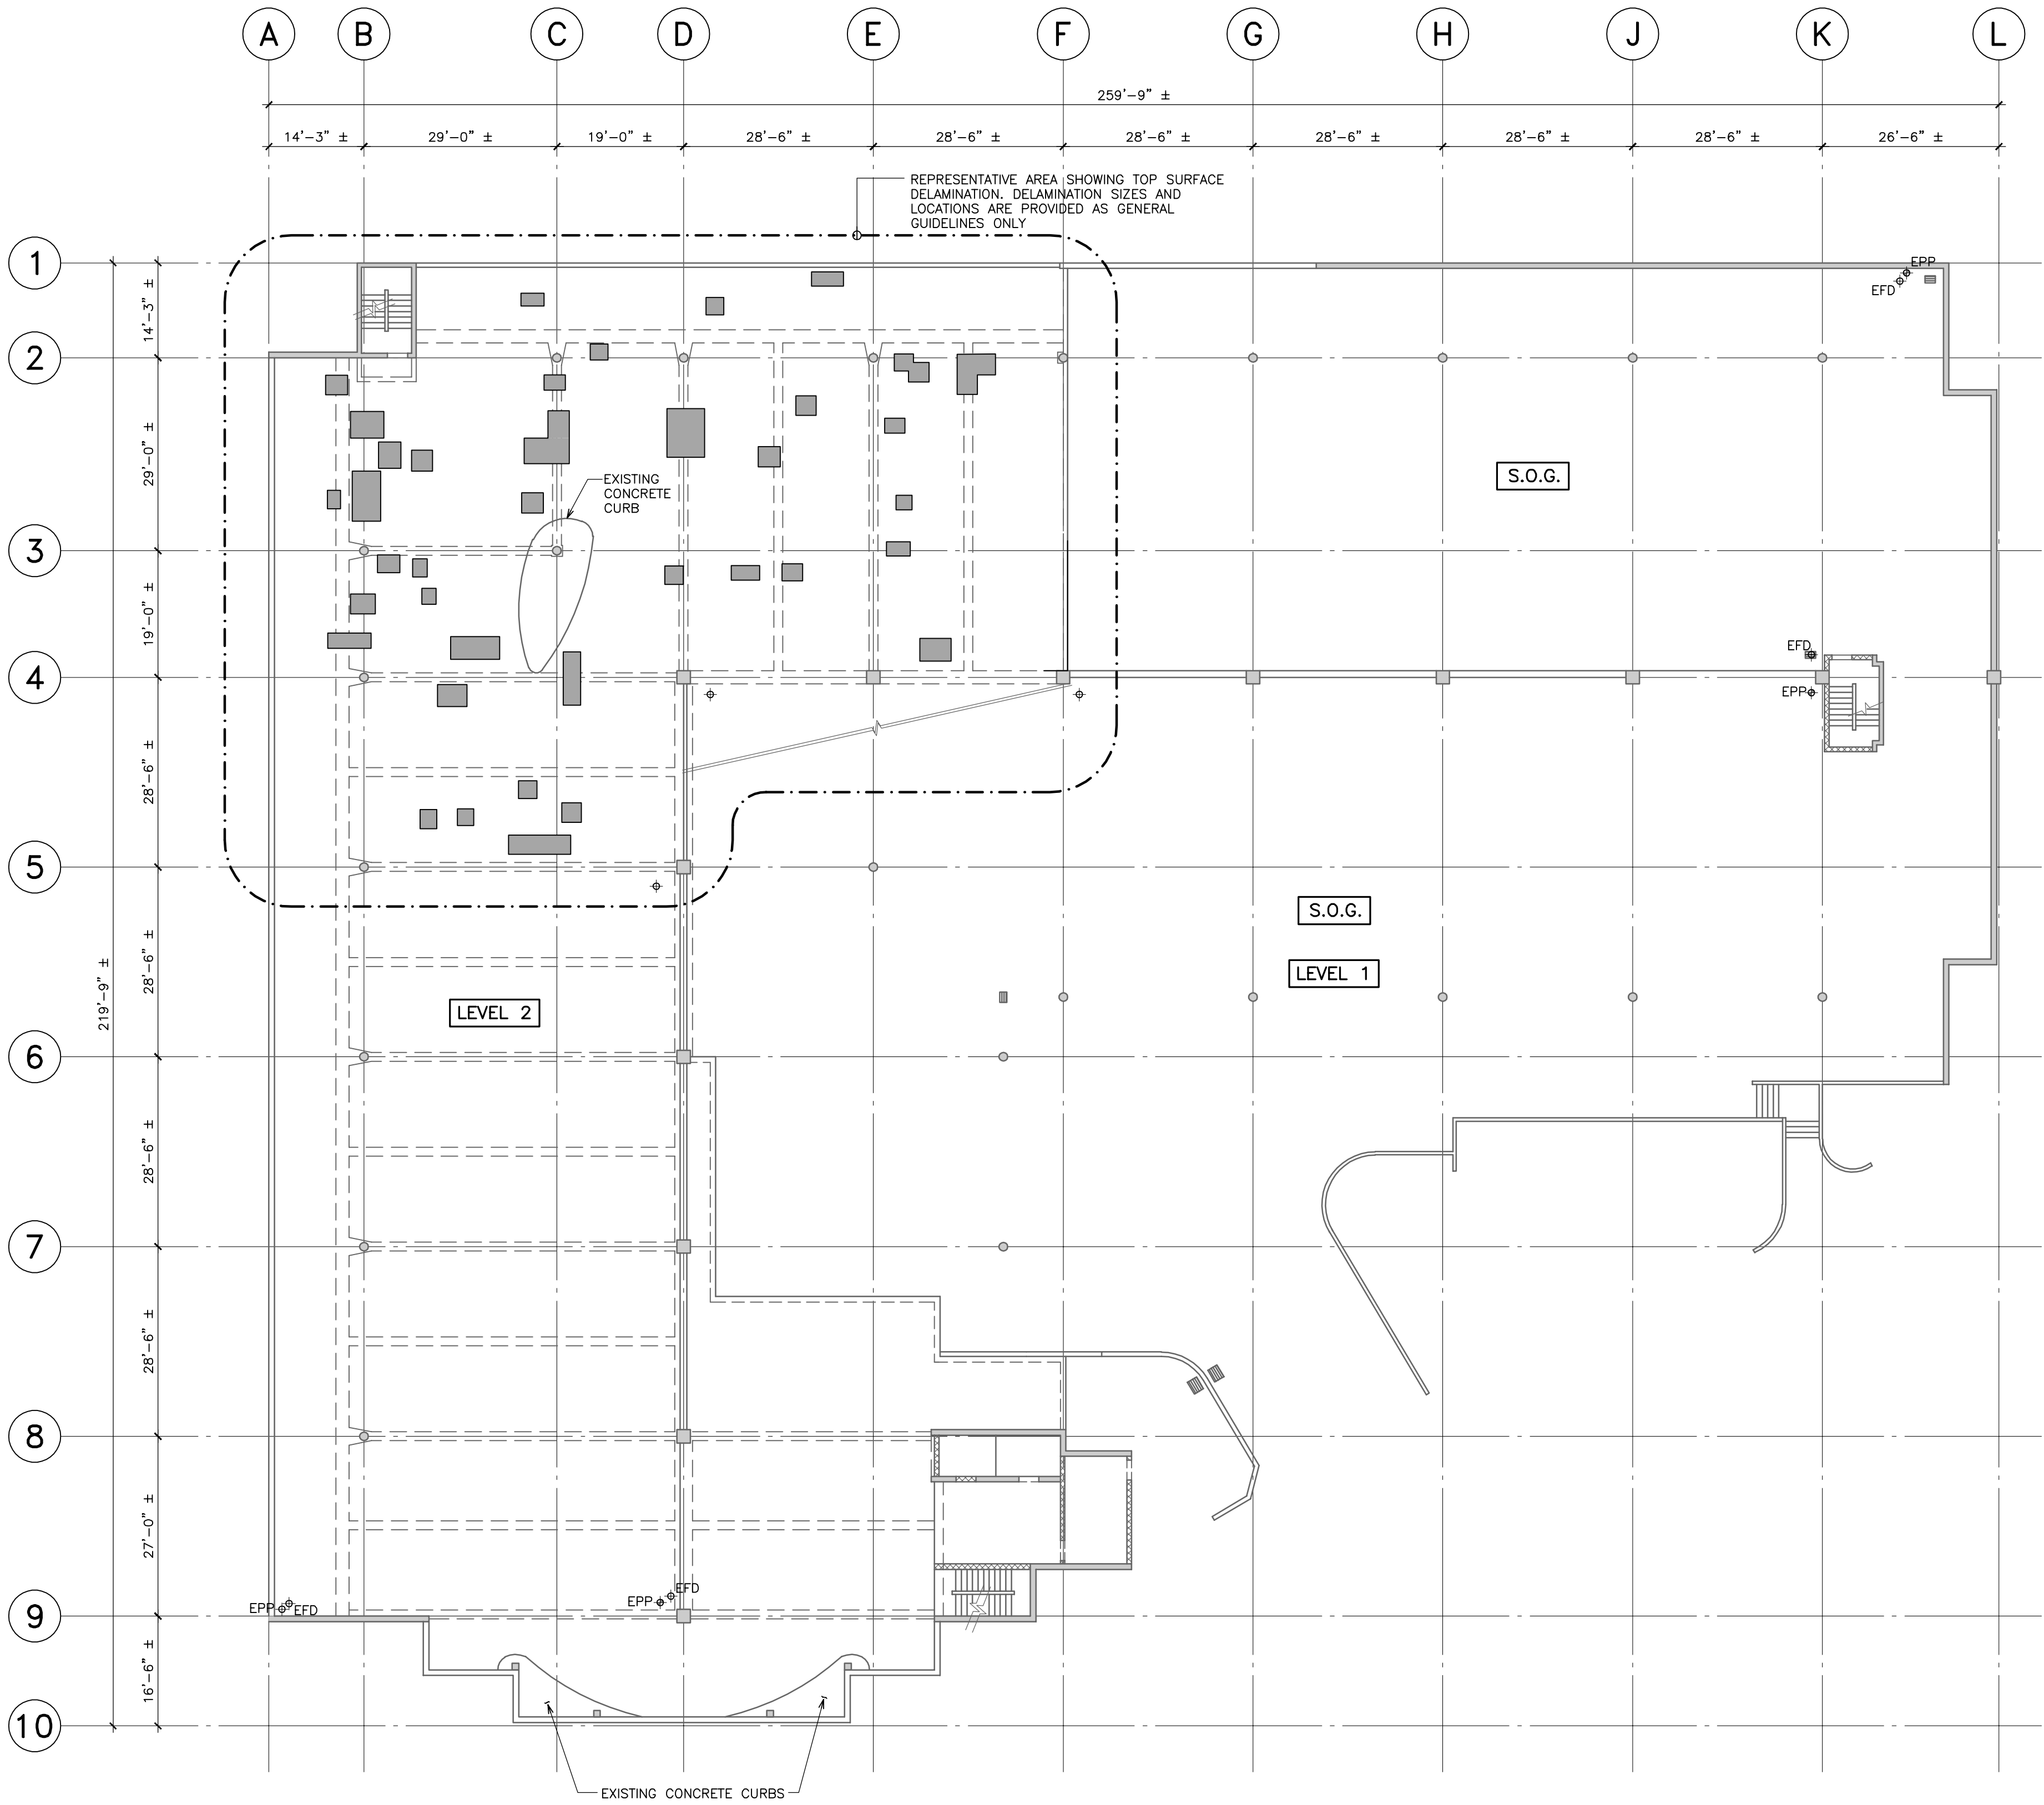 A B C D E F G H J K L
259'-9" ±
14'-3" ± 29'-0" ± 19'-0" ± 28'-6" ± 28'-6" ± 28'-6" ± 28'-6" ± 28'-6" ± 28'-6" ± 26'-6" ±
REPRESENTATIVE AREA SHOWING TOP SURFACE
DELAMINATION. DELAMINATION SIZES AND
LOCATIONS ARE PROVIDED AS GENERAL
GUIDELINES ONLY
1
EPP
EFD
14'-3" ±
2
29'-0" ±
S.O.G.
EXISTING
CONCRETE
CURB
3
19'-0" ±
EFD
4
EPP
28'-6" ±
5
S.O.G.
28'-6" ±
219'-9" ±
LEVEL 1
LEVEL 2
6
28'-6" ±
7
28'-6" ±
8
27'-0" ±
EFD
EPP
EPP
EFD
9
16'-6" ±
10
EXISTING CONCRETE CURBS